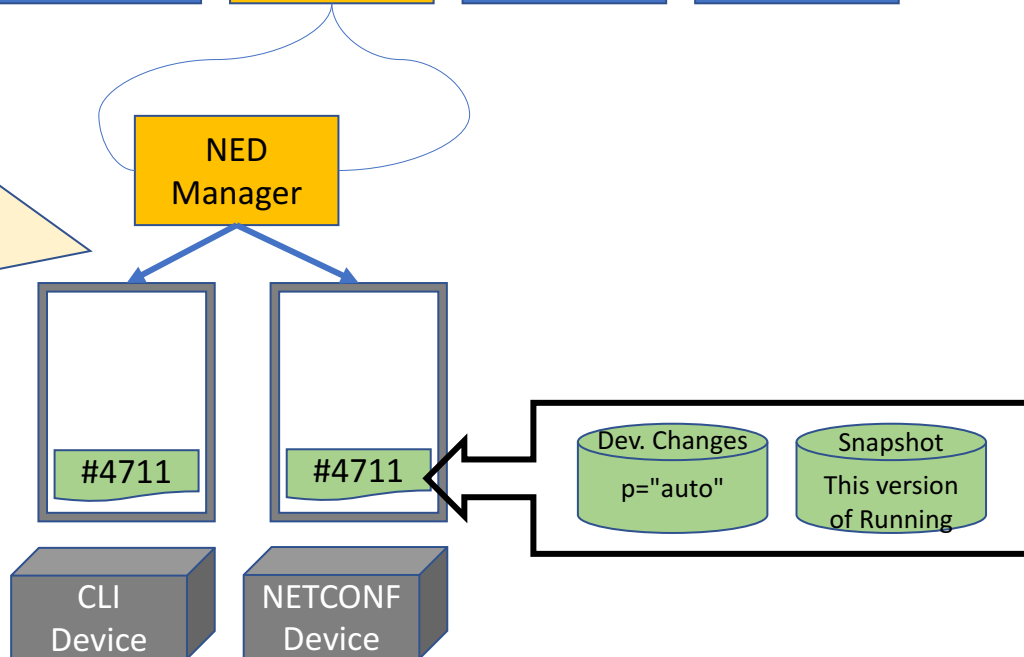 NED
Manager
#4711
#4711
Dev. Changes
p="auto"
Snapshot
This version
of Running
CLI
Device
NETCONF
Device